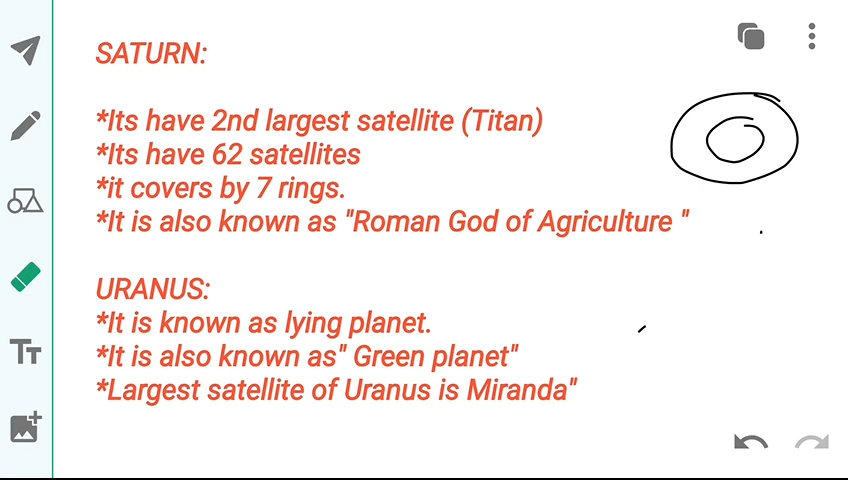 SATURN:
*Its have 2nd largest satellite (Titan)
*Its have 62 satellites
*it covers by 7 rings.
*It is also known as "Roman God of Agriculture "
URANUS:
*It is known as lying planet.
*It is also known as" Green planet"
*Largest satellite of Uranus is Miranda"
TT